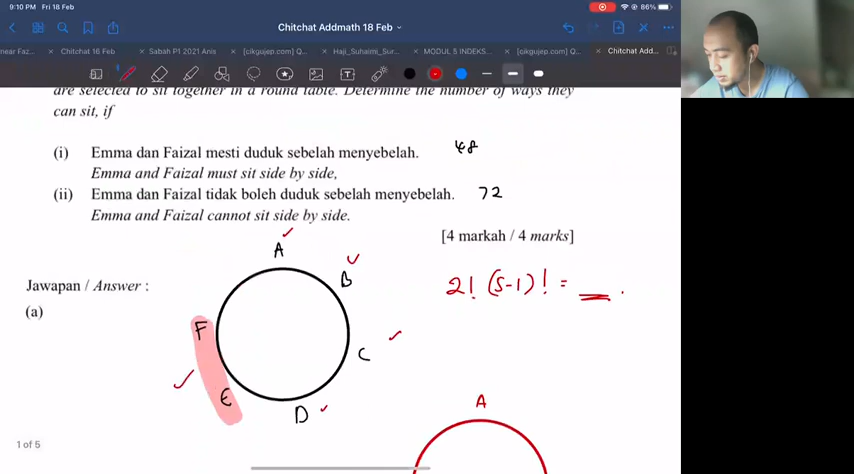 9:10 PM Fri 18 Feb
86%
Chitchat Addmath 18 Feb
near Faz...
Chitchat 16 Feb
Sabah P1 2021 Anis
[cikgujep.com] Q...
Haji_Suhaimi_Sur...
MODUL 5 INDEKS...
[cikgujep.com] Q...
Chitchat Add...
are selected to sit together in a round table. Determine the number of ways they
can sit, if
(i) Emma dan Faizal mesti duduk sebelah menyebelah. 48
Emma and Faizal must sit side by side,
(ii) Emma dan Faizal tidak boleh duduk sebelah menyebelah. 72
Emma and Faizal cannot sit side by side.
[4 markah / 4 marks]
A
B
Jawapan / Answer :
2! (5-1)! =
(a)
F
C
E
D
A
1 of 5